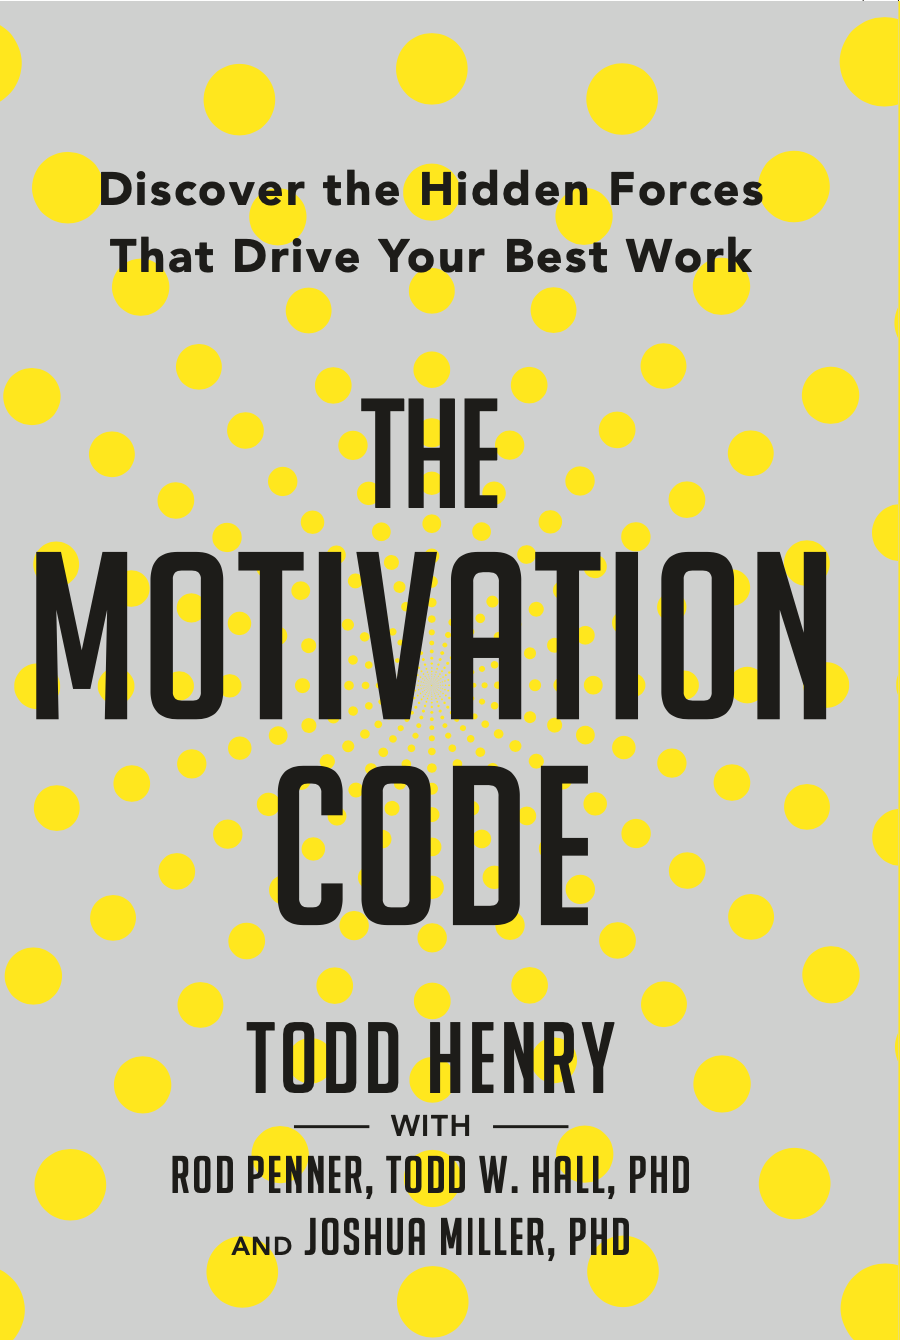 Discover the Hidden Forces
That Drive Your Best Work
THE
MOTIVATION
CODE
TODD HENRY
WITH
ROD PENNER, TODD W. HALL, PHD
AND JOSHUA MILLER, PHD